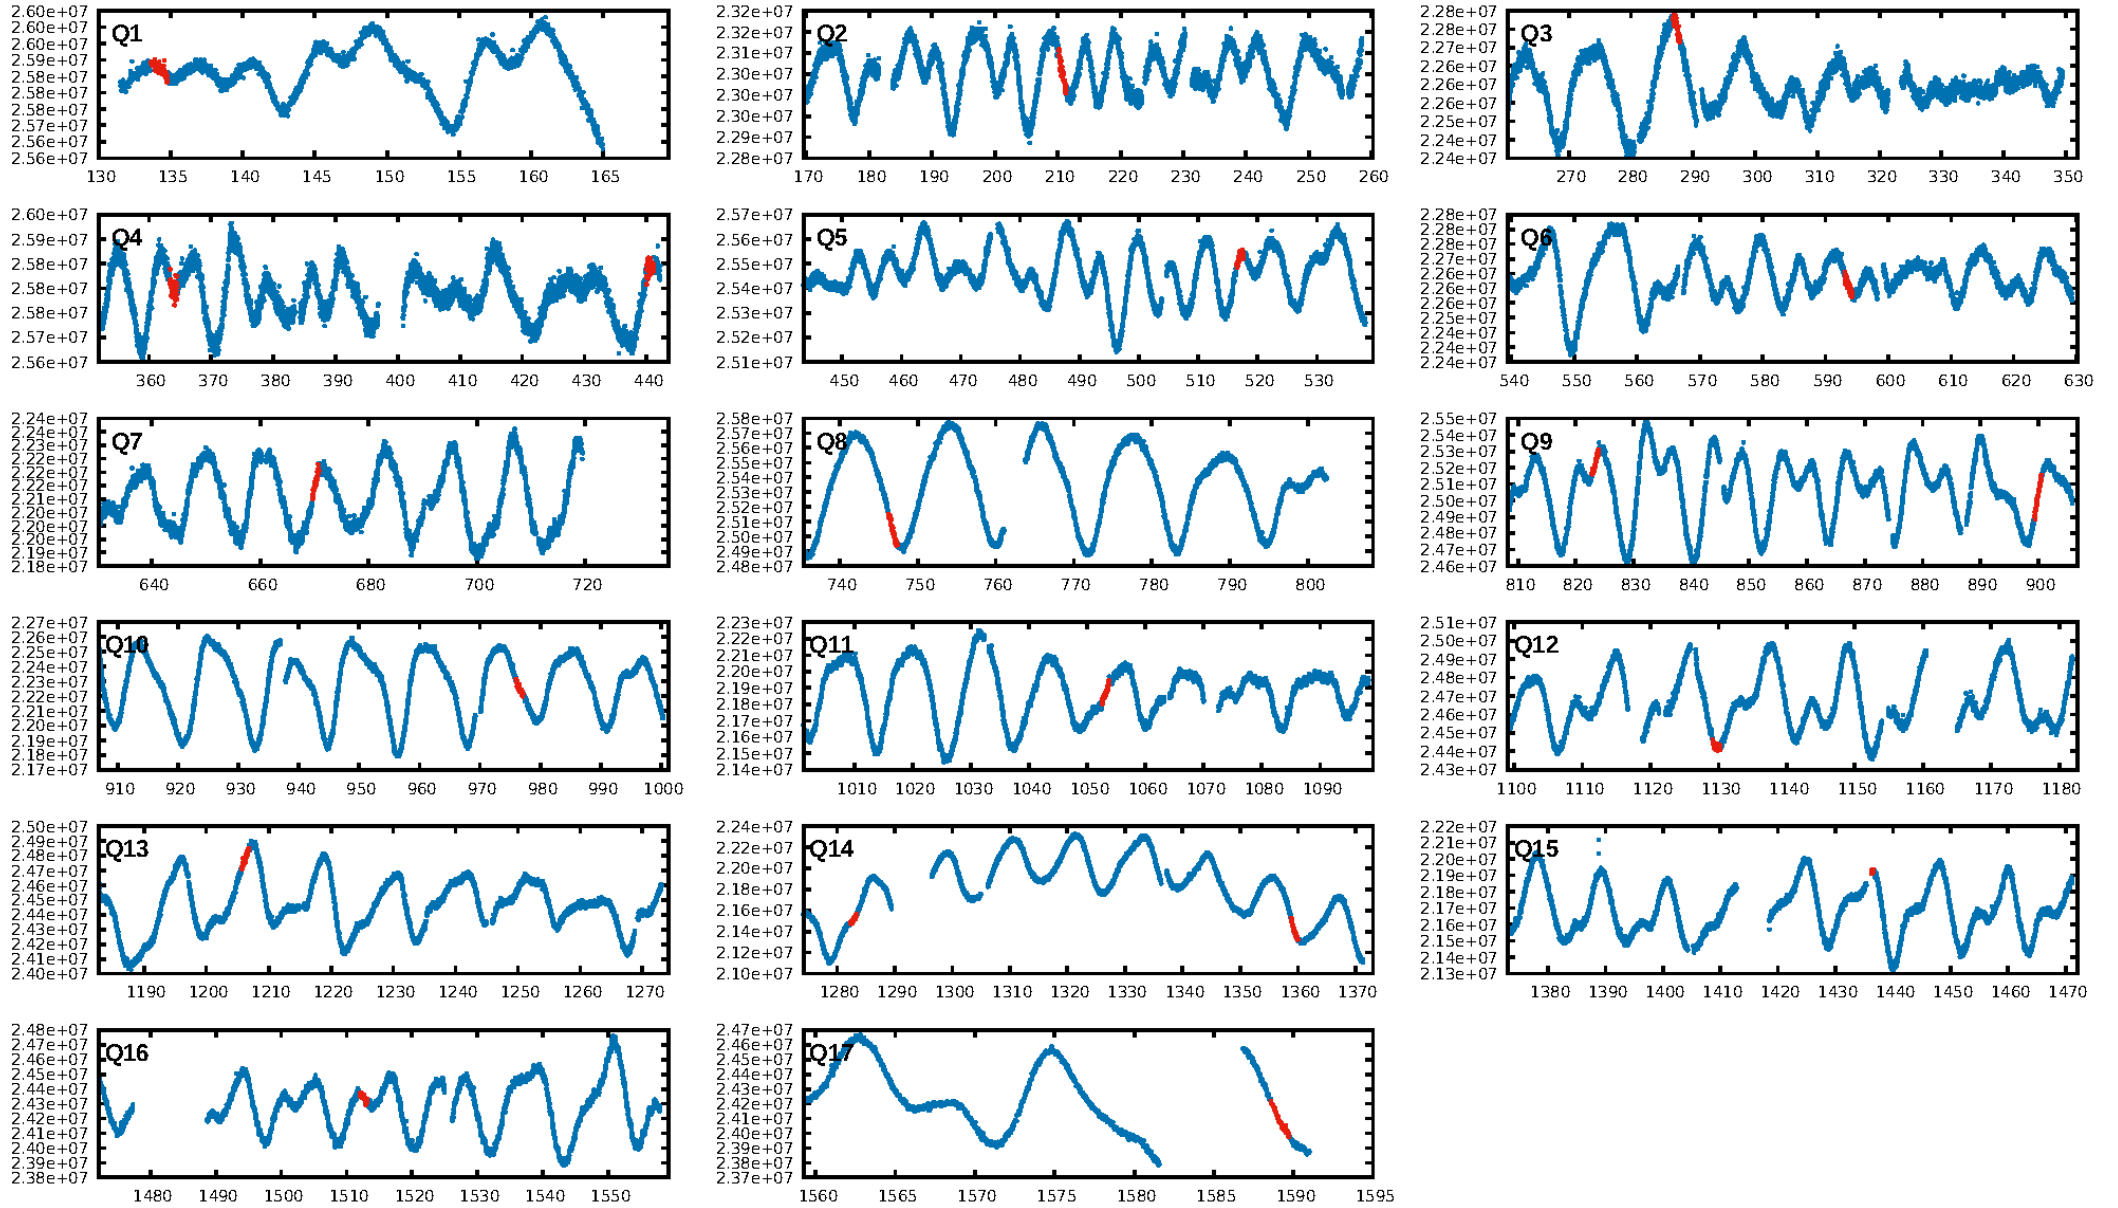 2.60e+07
2.60e+07
2.60e+07
2.59e+07
2.58e+07
2.58e+07
2.58e+07
2.57e+07
2.56e+07
2.56e+07
Q1
130 135 140 145 150 155 160 165
2.32e+07
2.32e+07
2.31e+07
2.30e+07
2.30e+07
2.30e+07
2.29e+07
2.28e+07
Q2
170 180 190 200 210 220 230 240 250 260
2.28e+07
2.28e+07
2.27e+07
2.26e+07
2.26e+07
2.26e+07
2.25e+07
2.24e+07
2.24e+07
Q3
270 280 290 300 310 320 330 340 350
2.60e+07
2.59e+07
2.58e+07
2.58e+07
2.58e+07
2.57e+07
2.56e+07
Q4
360 370 380 390 400 410 420 430 440
2.57e+07
2.56e+07
2.55e+07
2.54e+07
2.53e+07
2.52e+07
2.51e+07
Q5
450 460 470 480 490 500 510 520 530
2.28e+07
2.28e+07
2.27e+07
2.26e+07
2.26e+07
2.26e+07
2.25e+07
2.24e+07
2.24e+07
2.24e+07
Q6
540 550 560 570 580 590 600 610 620 630
2.24e+07
2.24e+07
2.23e+07
2.22e+07
2.22e+07
2.22e+07
2.21e+07
2.20e+07
2.20e+07
2.20e+07
2.19e+07
2.18e+07
Q7
640 660 680 700 720
2.58e+07
2.57e+07
2.56e+07
2.55e+07
2.54e+07
2.53e+07
2.52e+07
2.51e+07
2.50e+07
2.49e+07
2.48e+07
Q8
740 750 760 770 780 790 800
2.55e+07
2.54e+07
2.53e+07
2.52e+07
2.51e+07
2.50e+07
2.49e+07
2.48e+07
2.47e+07
2.46e+07
Q9
810 820 830 840 850 860 870 880 890 900
2.27e+07
2.26e+07
2.25e+07
2.24e+07
2.23e+07
2.22e+07
2.21e+07
2.20e+07
2.19e+07
2.18e+07
2.17e+07
Q10
910 920 930 940 950 960 970 980 990 1000
2.23e+07
2.22e+07
2.21e+07
2.20e+07
2.19e+07
2.18e+07
2.17e+07
2.16e+07
2.15e+07
2.14e+07
Q11
1010 1020 1030 1040 1050 1060 1070 1080 1090
2.51e+07
2.50e+07
2.49e+07
2.48e+07
2.47e+07
2.46e+07
2.45e+07
2.44e+07
2.43e+07
Q12
1100 1110 1120 1130 1140 1150 1160 1170 1180
2.50e+07
2.49e+07
2.48e+07
2.47e+07
2.46e+07
2.45e+07
2.44e+07
2.43e+07
2.42e+07
2.41e+07
2.40e+07
Q13
1190 1200 1210 1220 1230 1240 1250 1260 1270
2.24e+07
2.22e+07
2.20e+07
2.18e+07
2.16e+07
2.14e+07
2.12e+07
2.10e+07
Q14
1280 1290 1300 1310 1320 1330 1340 1350 1360 1370
2.22e+07
2.21e+07
2.20e+07
2.19e+07
2.18e+07
2.17e+07
2.16e+07
2.15e+07
2.14e+07
2.13e+07
Q15
1380 1390 1400 1410 1420 1430 1440 1450 1460 1470
2.48e+07
2.47e+07
2.46e+07
2.45e+07
2.44e+07
2.43e+07
2.42e+07
2.41e+07
2.40e+07
2.39e+07
2.38e+07
Q16
1480 1490 1500 1510 1520 1530 1540 1550
2.47e+07
2.46e+07
2.45e+07
2.44e+07
2.43e+07
2.42e+07
2.41e+07
2.40e+07
2.39e+07
2.38e+07
2.37e+07
Q17
1560 1565 1570 1575 1580 1585 1590 1595